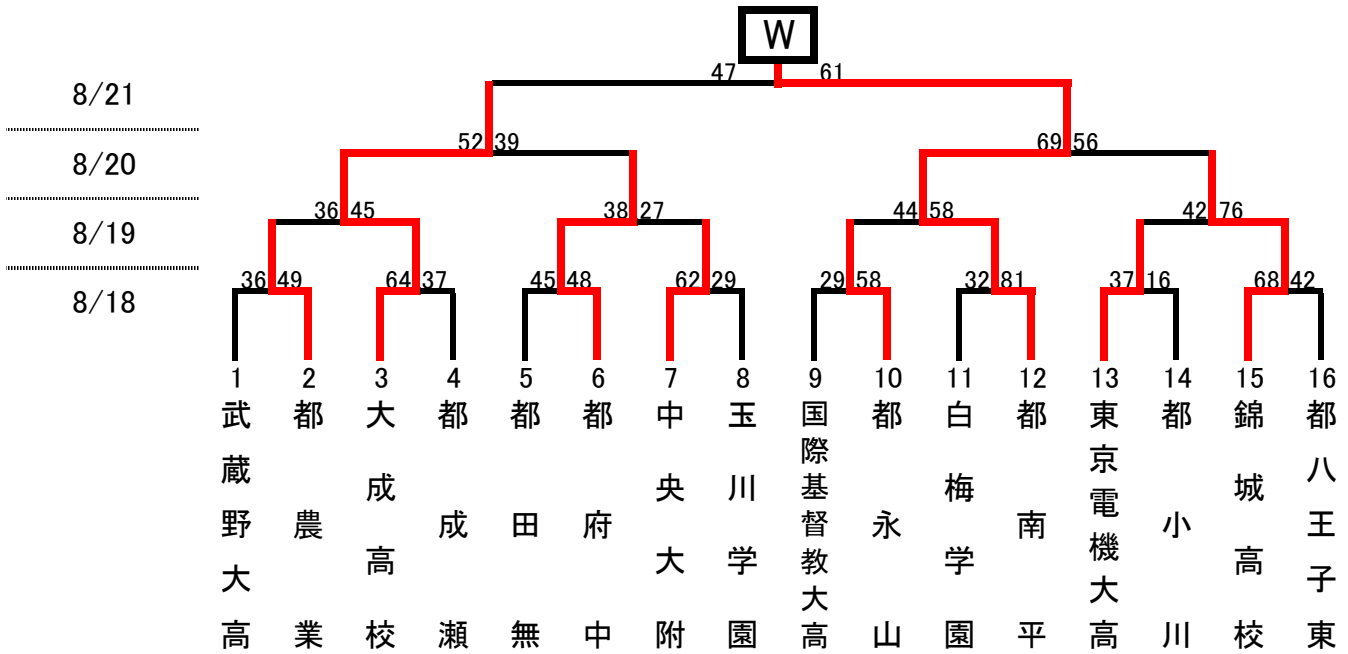 W
47 61
8/21
52 39 69 56
8/20
36 45 38 27 44 58 42 76
8/19
36 49 64 37 45 48 62 29 29 58 32 81 37 16 68 42
8/18
1 2 3 4 5 6 7 8 9 10 11 12 13 14 15 16
武蔵野大高
都農業
大成高校
都成瀬
都田無
都府中
中央大附
玉川学園
国際基督教大高
都永山
白梅学園
都南平
東京電機大高
都小川
錦城高校
都八王子東